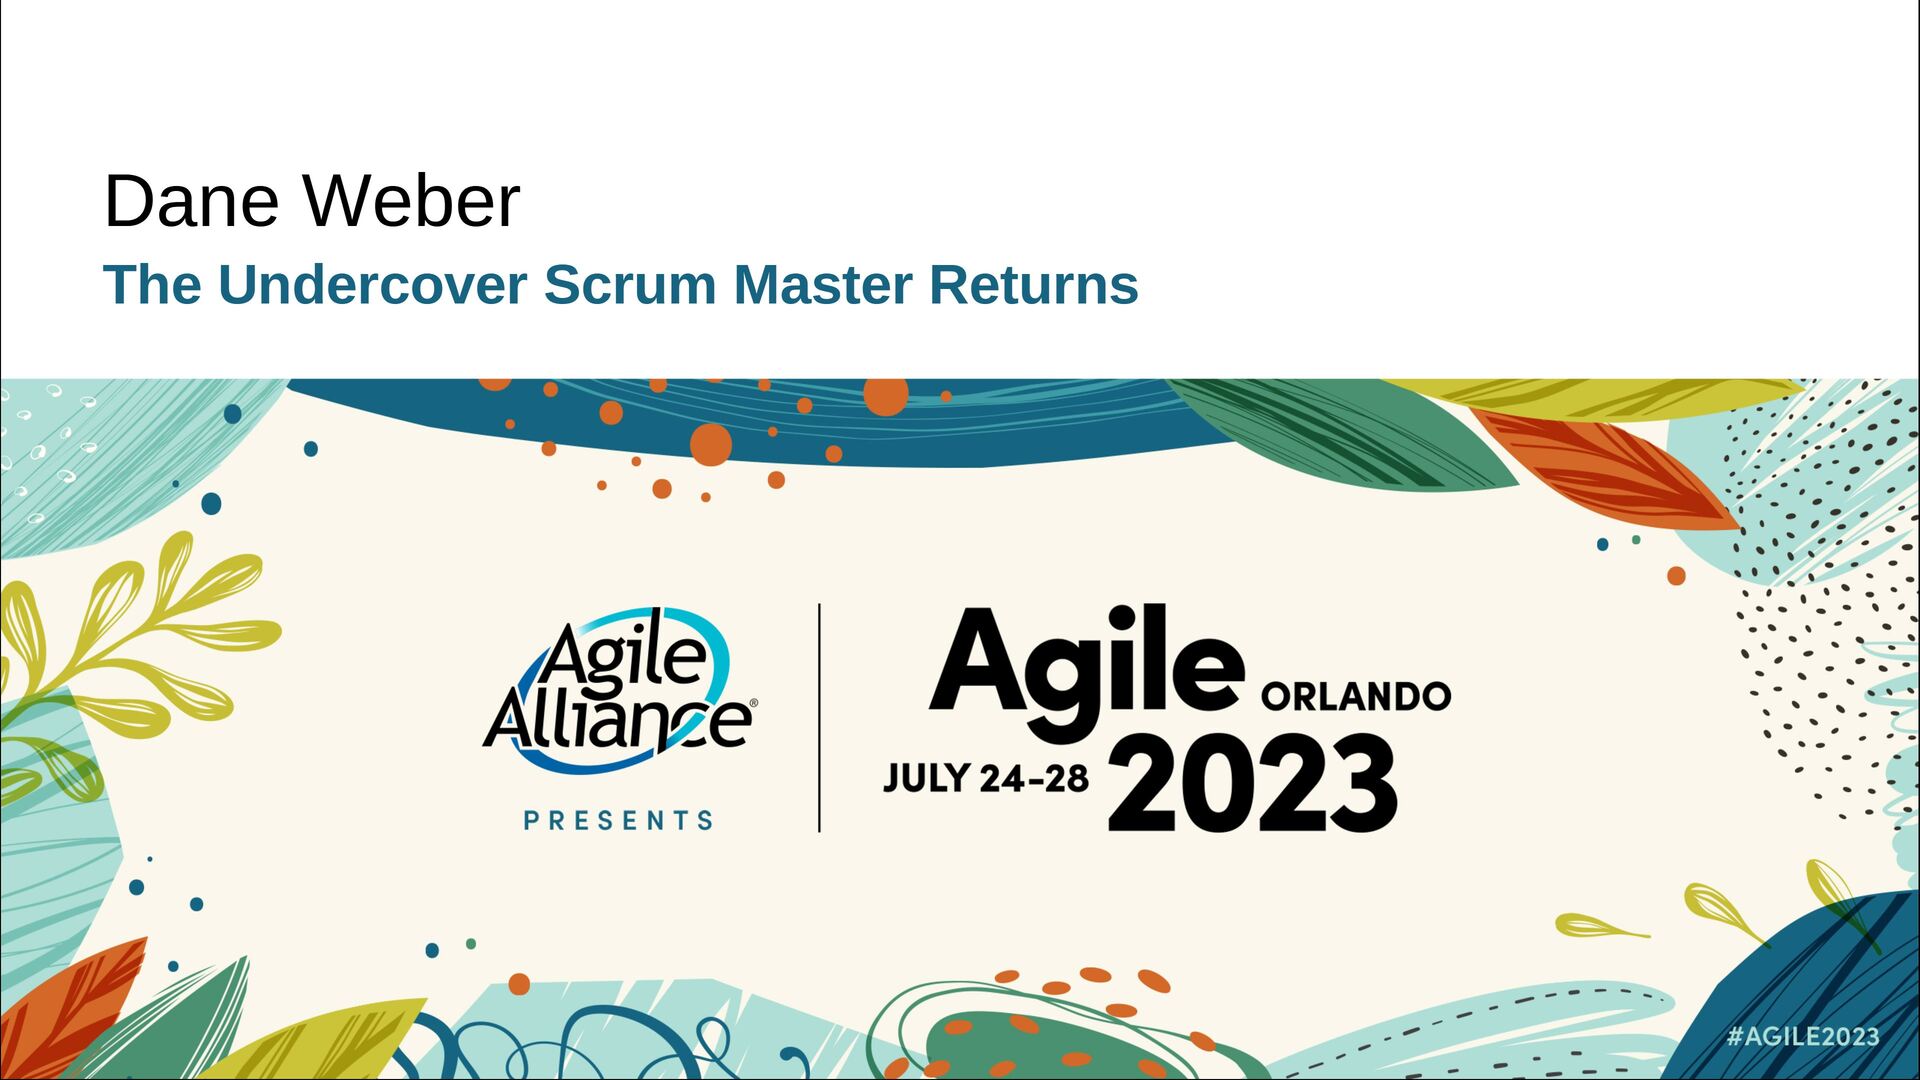 Dane Weber
The Undercover Scrum Master Returns
Agile
Alliance®
PRESENTS
Agile ORLANDO
JULY 24-28 2023
#AGILE2023